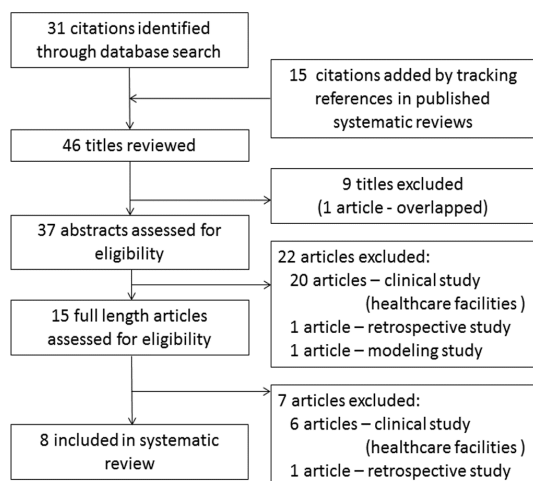 31 citations identified
through database search
15 citations added by tracking
references in published
systematic reviews
46 titles reviewed
9 titles excluded
(1 article - overlapped)
37 abstracts assessed for
eligibility
22 articles excluded:
20 articles – clinical study
(healthcare facilities )
1 article – retrospective study
1 article – modeling study
15 full length articles
assessed for eligibility
7 articles excluded:
6 articles – clinical study
(healthcare facilities )
1 article – retrospective study
8 included in systematic
review